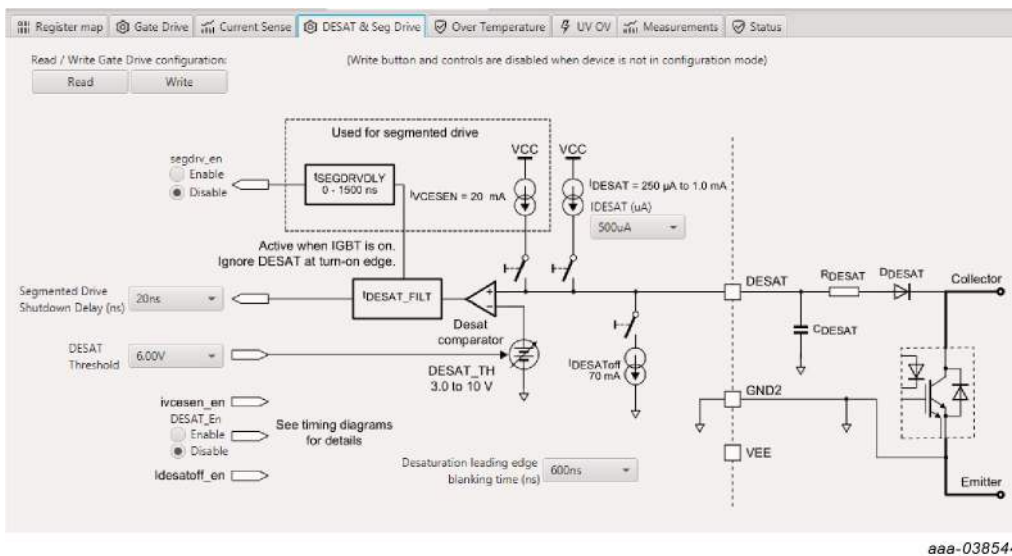 Register map Gate Drive Current Sense DESAT & Seg Drive Over Temperature UV OV Measurements Status
Read / Write Gate Drive configuration:
(Write button and controls are disabled when device is not in configuration mode)
Read Write
Used for segmented drive
segdrv_en
Enable
Disable
tSEGDRVDLY
0 - 1500 ns
IVCESEN = 20 mA
VCC VCC
IDESAT = 250 µA to 1.0 mA
IDESAT (uA)
500uA
Active when IGBT is on.
Ignore DESAT at turn-on edge.
Segmented Drive
Shutdown Delay (ns)
20ns
tDESAT_FILT
Desat
comparator
DESAT
RDESAT
DDESAT
Collector
CDESAT
DESAT
Threshold
6.00V
DESAT_TH
3.0 to 10 V
IDESAToff
70 mA
GND2
ivcesen_en
DESAT_En
Enable
Disable
See timing diagrams
for details
Idesatoff_en
Desaturation leading edge
blanking time (ns)
600ns
VEE
Emitter